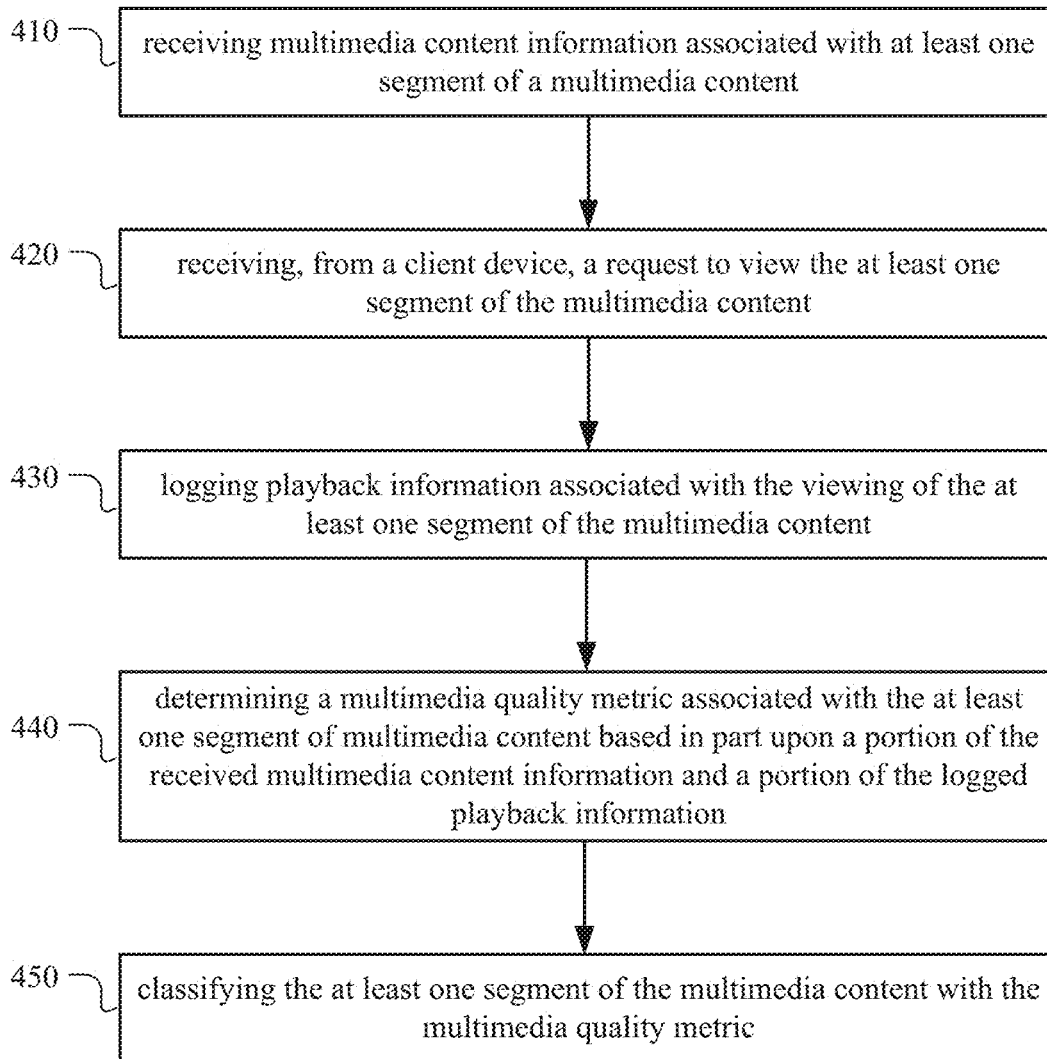 410
receiving multimedia content information associated with at least one
segment of a multimedia content
420
receiving, from a client device, a request to view the at least one
segment of the multimedia content
430
logging playback information associated with the viewing of the at
least one segment of the multimedia content
440
determining a multimedia quality metric associated with the at least
one segment of multimedia content based in part upon a portion of the
received multimedia content information and a portion of the logged
playback information
450
classifying the at least one segment of the multimedia content with the
multimedia quality metric